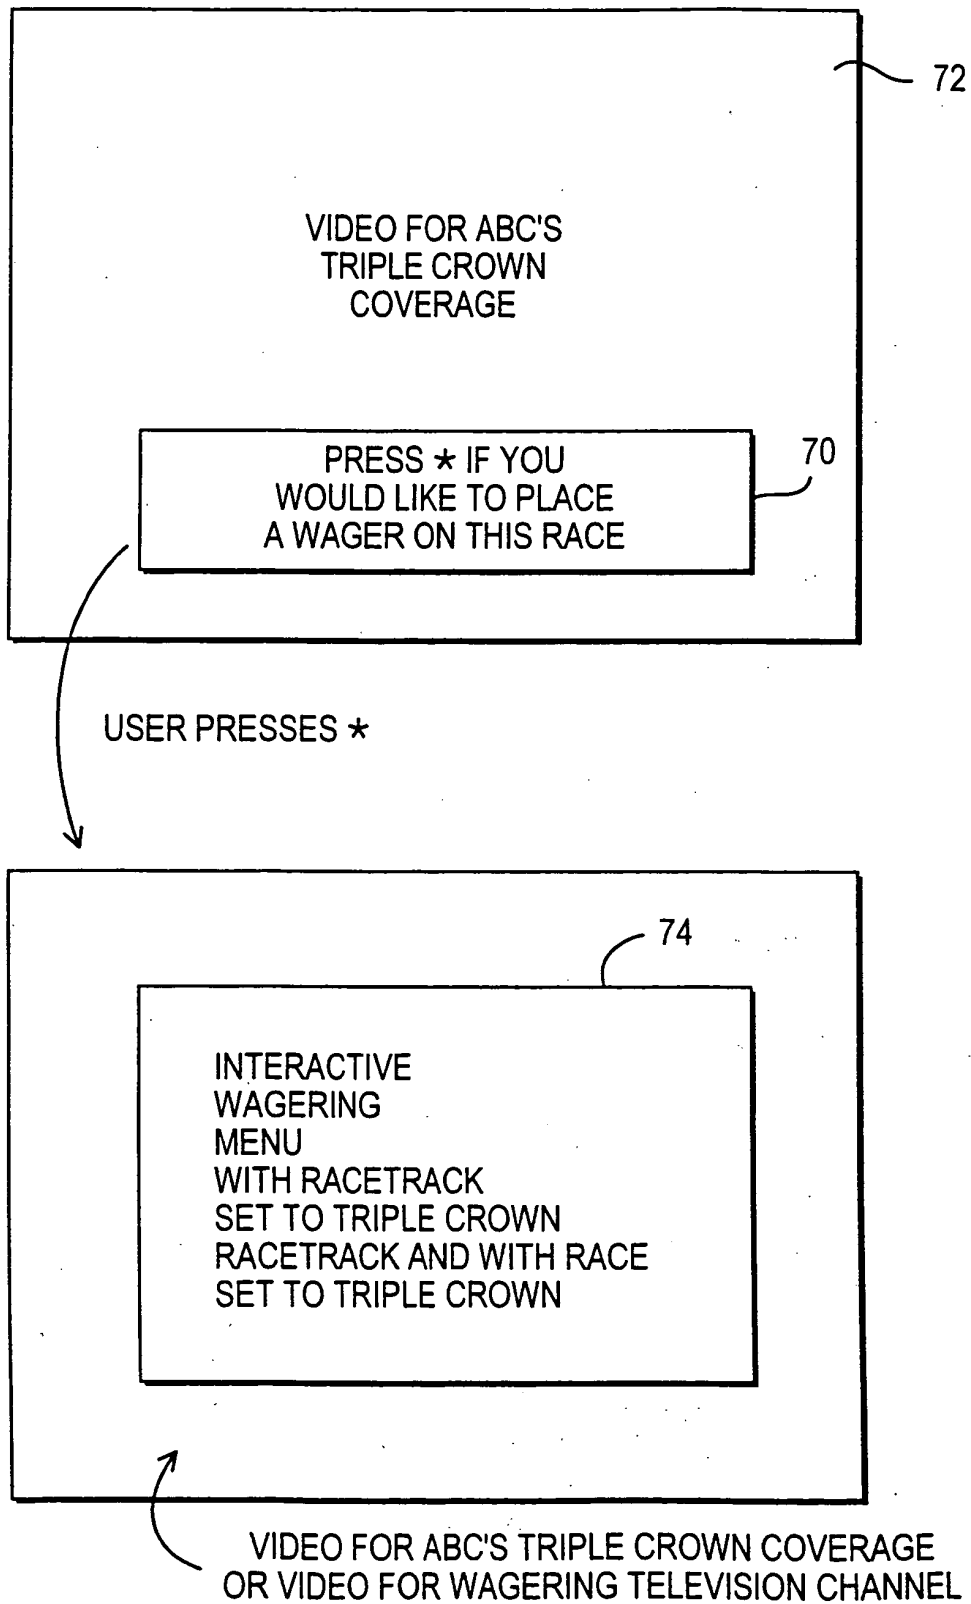 72
VIDEO FOR ABC'S
TRIPLE CROWN
COVERAGE
70
PRESS * IF YOU
WOULD LIKE TO PLACE
A WAGER ON THIS RACE
USER PRESSES *
74
INTERACTIVE
WAGERING
MENU
WITH RACETRACK
SET TO TRIPLE CROWN
RACETRACK AND WITH RACE
SET TO TRIPLE CROWN
VIDEO FOR ABC'S TRIPLE CROWN COVERAGE
OR VIDEO FOR WAGERING TELEVISION CHANNEL